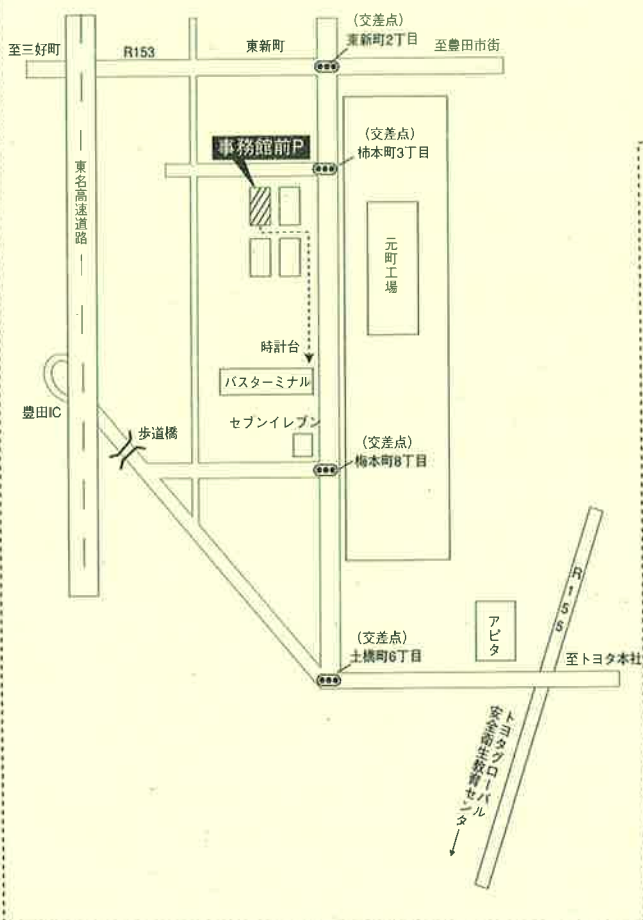 (交差点)
東新町2丁目
至三好町
R153
東新町
至豊田市街
東名高速道路
事務館前P
(交差点)
柿本町3丁目
元町工場
時計台
バスターミナル
豊田IC
歩道橋
セブンイレブン
(交差点)
梅本町8丁目
R155
アピタ
(交差点)
土橋町6丁目
至トヨタ本社
トヨタグローバル
安全衛生教育センタ